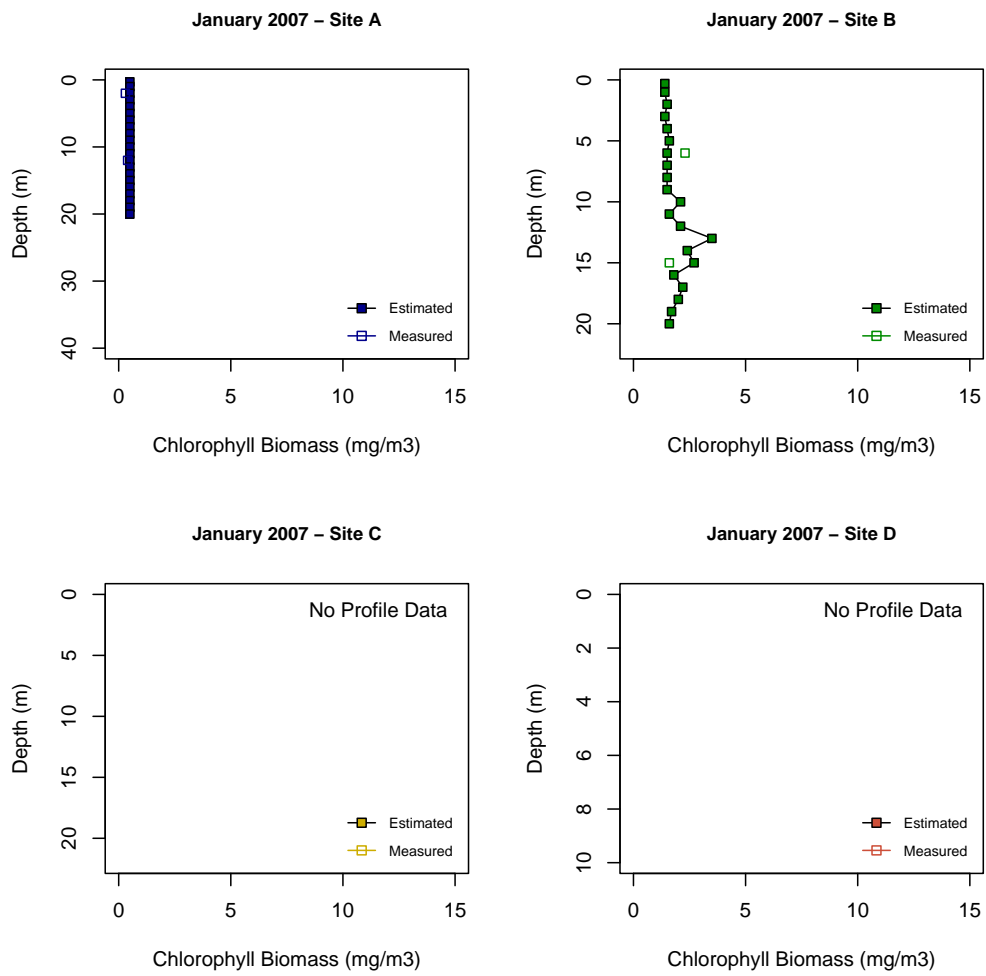 January 2007 – Site A
0
10
20
30
40
Depth (m)
Estimated
Measured
0 5 10 15
Chlorophyll Biomass (mg/m3)
January 2007 – Site B
0
5
10
15
20
Depth (m)
Estimated
Measured
0 5 10 15
Chlorophyll Biomass (mg/m3)
January 2007 – Site C
No Profile Data
0
5
10
15
20
Depth (m)
Estimated
Measured
0 5 10 15
Chlorophyll Biomass (mg/m3)
January 2007 – Site D
No Profile Data
0
2
4
6
8
10
Depth (m)
Estimated
Measured
0 5 10 15
Chlorophyll Biomass (mg/m3)